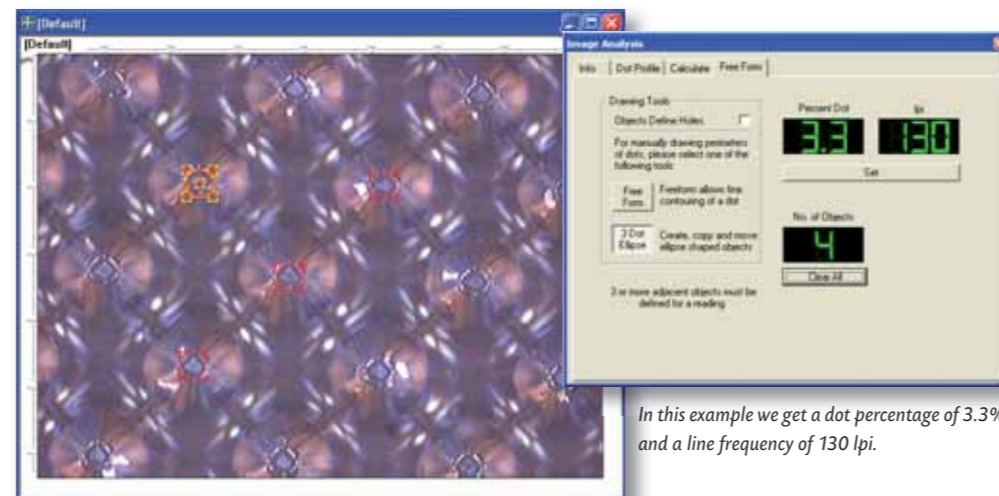 [Default]
[Default]
Image Analysis
Info
Dot Profile
Calculate
Free Form
Drawing Tools
Objects Define Holes
For manually drawing perimeters
of dots, please select one of the
following tools
Free
Form
Freeform allows fine
contouring of a dot
3 Dot
Ellipse
Create, copy and move
ellipse shaped objects
3 or more adjacent objects must be
defined for a reading
Percent Dot
lpi
3.3
130
Set
No. of Objects
4
Clear All
In this example we get a dot percentage of 3.3%
and a line frequency of 130 lpi.